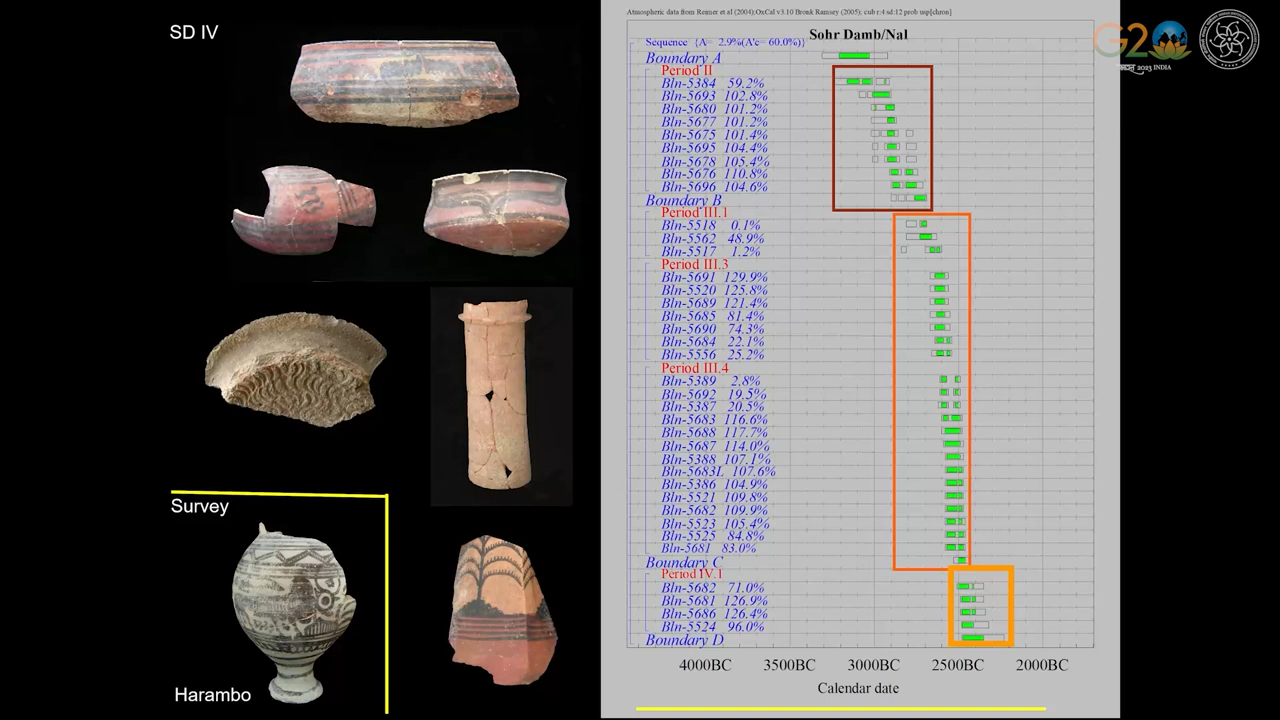 SD IV
Survey
Harambo
Atmospheric data from Reimer et al (2004);OxCal v3.10 Bronk Ramsey (2005); cub r:4 sd:12 prob usp[chron]
Sohr Damb/Nal
Sequence {A= 2.9%(A'c= 60.0%)}
Boundary A
Period II
Bln-5384 59.2%
Bln-5693 102.8%
Bln-5680 101.2%
Bln-5677 101.2%
Bln-5675 101.4%
Bln-5695 104.4%
Bln-5678 105.4%
Bln-5676 110.8%
Bln-5696 104.6%
Boundary B
Period III.1
Bln-5518 0.1%
Bln-5562 48.9%
Bln-5517 1.2%
Period III.3
Bln-5691 129.9%
Bln-5520 125.8%
Bln-5689 121.4%
Bln-5685 81.4%
Bln-5690 74.3%
Bln-5684 22.1%
Bln-5556 25.2%
Period III.4
Bln-5389 2.8%
Bln-5692 19.5%
Bln-5387 20.5%
Bln-5683 116.6%
Bln-5688 117.7%
Bln-5687 114.0%
Bln-5388 107.1%
Bln-5683L 107.6%
Bln-5386 104.9%
Bln-5521 109.8%
Bln-5682 109.9%
Bln-5523 105.4%
Bln-5525 84.8%
Bln-5681 83.0%
Boundary C
Period IV.1
Bln-5682 71.0%
Bln-5681 126.9%
Bln-5686 126.4%
Bln-5524 96.0%
Boundary D
4000BC 3500BC 3000BC 2500BC 2000BC
Calendar date
G20
भारत 2023 INDIA